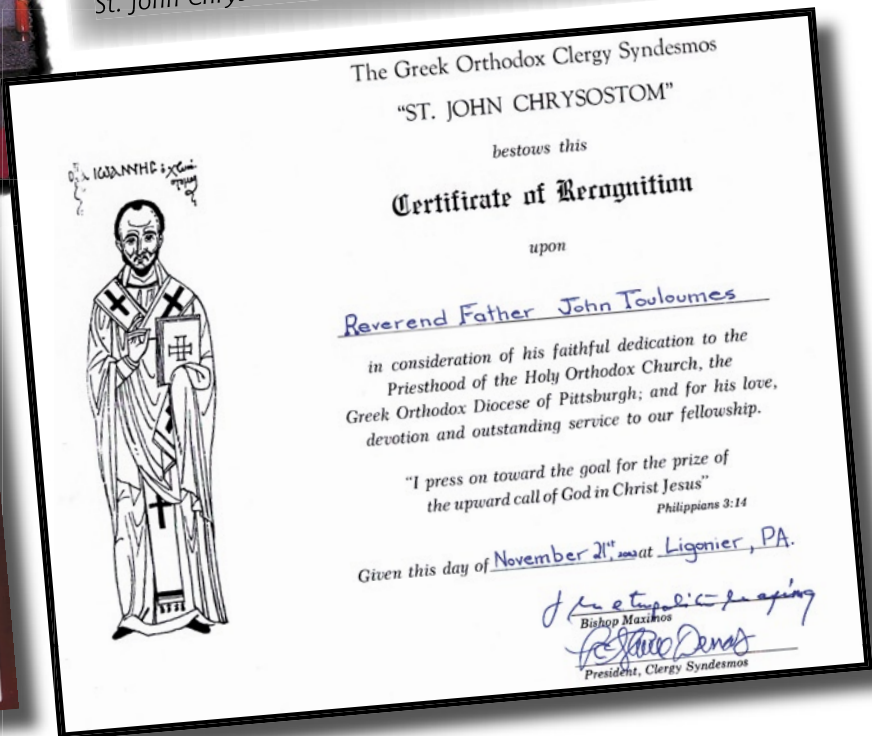 St. John Chrys
The Greek Orthodox Clergy Syndesmos
“ST. JOHN CHRYSOSTOM”
bestows this
Certificate of Recognition
upon
Reverend Father John Touloumes
in consideration of his faithful dedication to the
Priesthood of the Holy Orthodox Church, the
Greek Orthodox Diocese of Pittsburgh; and for his love,
devotion and outstanding service to our fellowship.
"I press on toward the goal for the prize of
the upward call of God in Christ Jesus"
Philippians 3:14
Given this day of November 21st, at Ligonier, PA.
Bishop Maximos
President, Clergy Syndesmos
ΙΩΑΝΝΗϹ